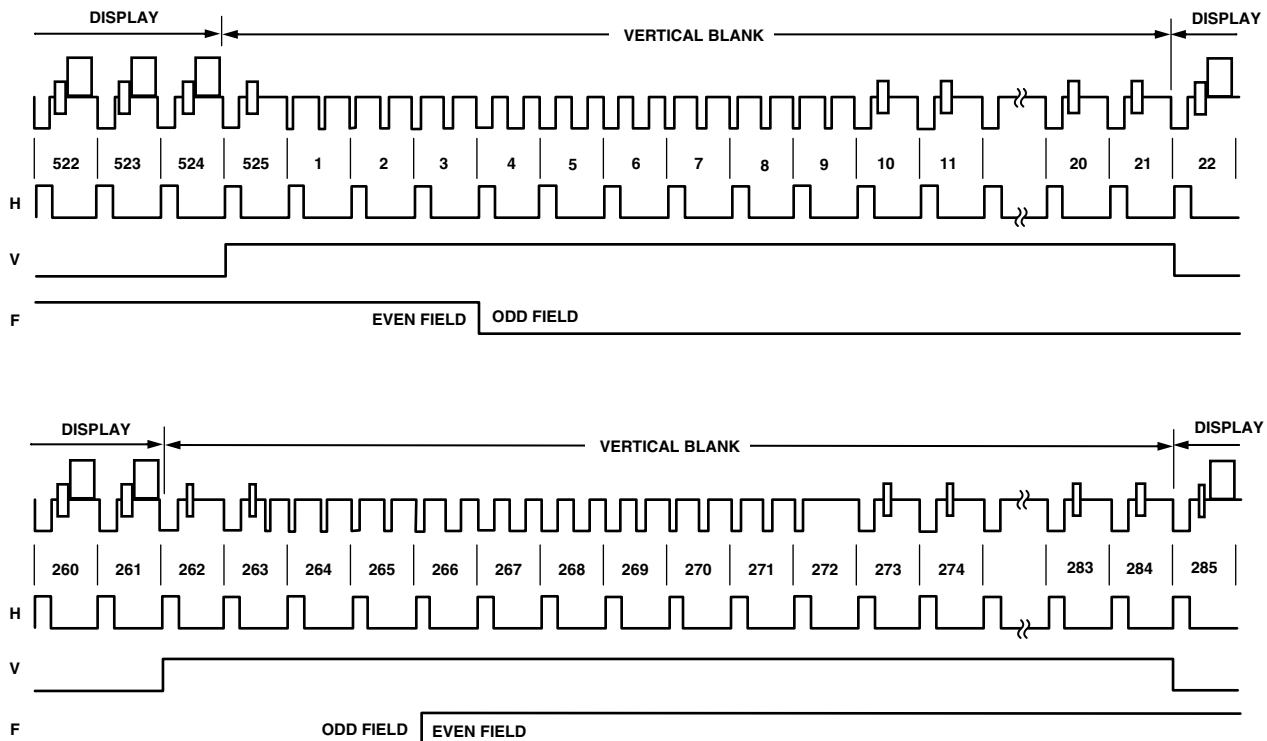 DISPLAY VERTICAL BLANK DISPLAY
522 523 524 525 1 2 3 4 5 6 7 8 9 10 11 20 21 22
H
V
F
EVEN FIELD ODD FIELD
DISPLAY VERTICAL BLANK DISPLAY
260 261 262 263 264 265 266 267 268 269 270 271 272 273 274 283 284 285
H
V
F
ODD FIELD EVEN FIELD